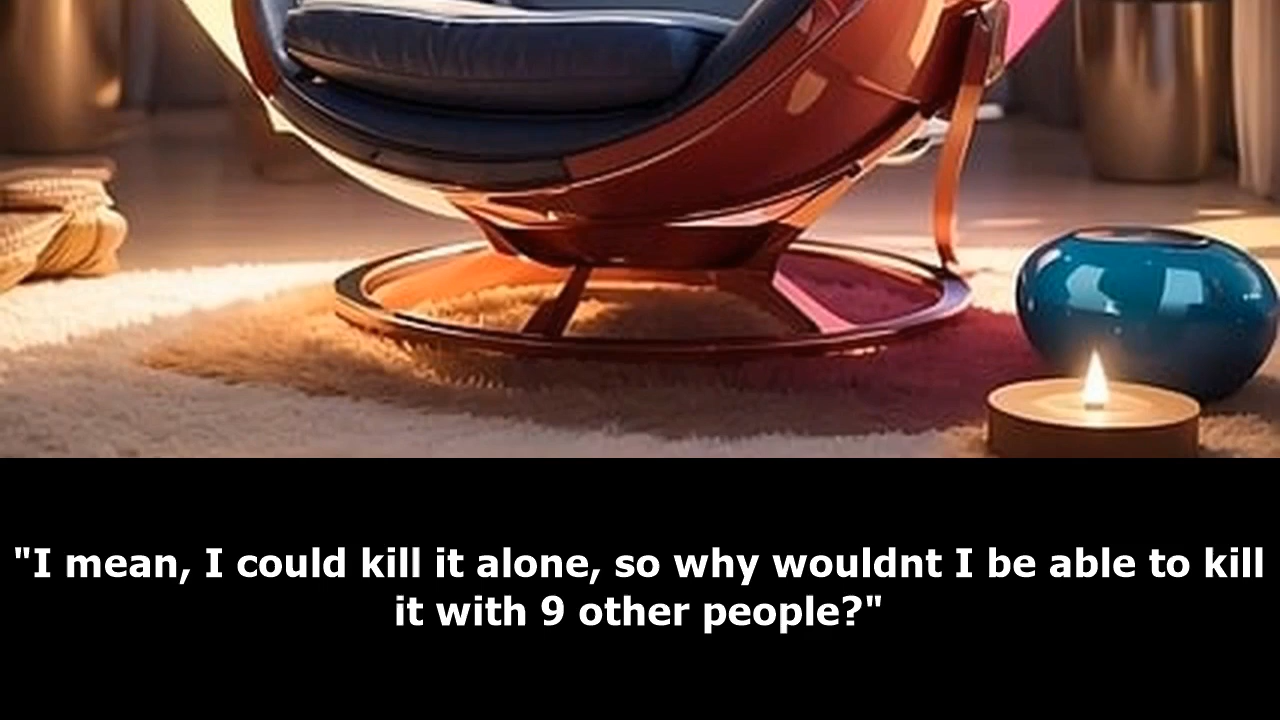 "I mean, I could kill it alone, so why wouldnt I be able to kill
it with 9 other people?"